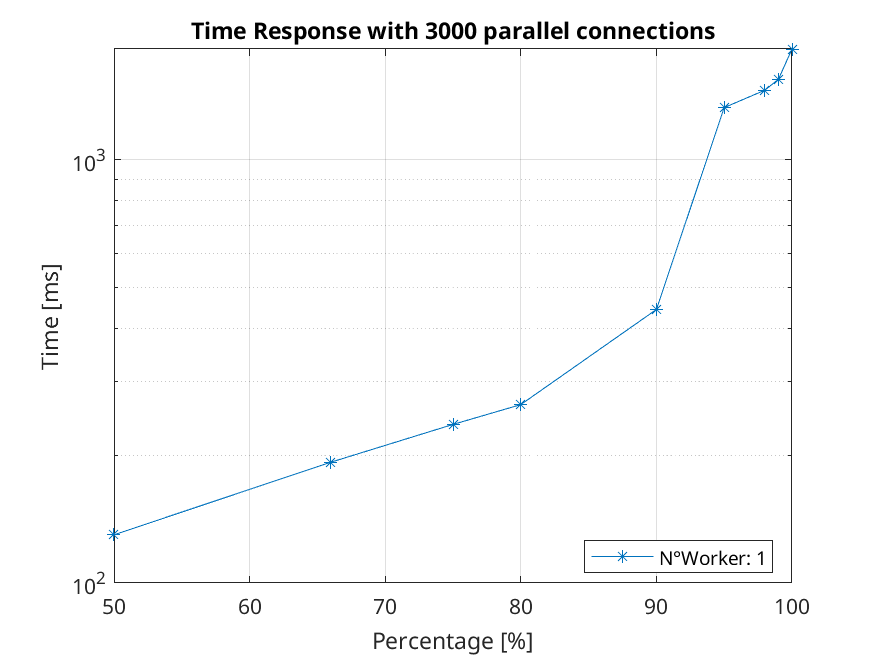 Time Response with 3000 parallel connections
Time [ms]
10^3
10^2
50 60 70 80 90 100
Percentage [%]
N°Worker: 1